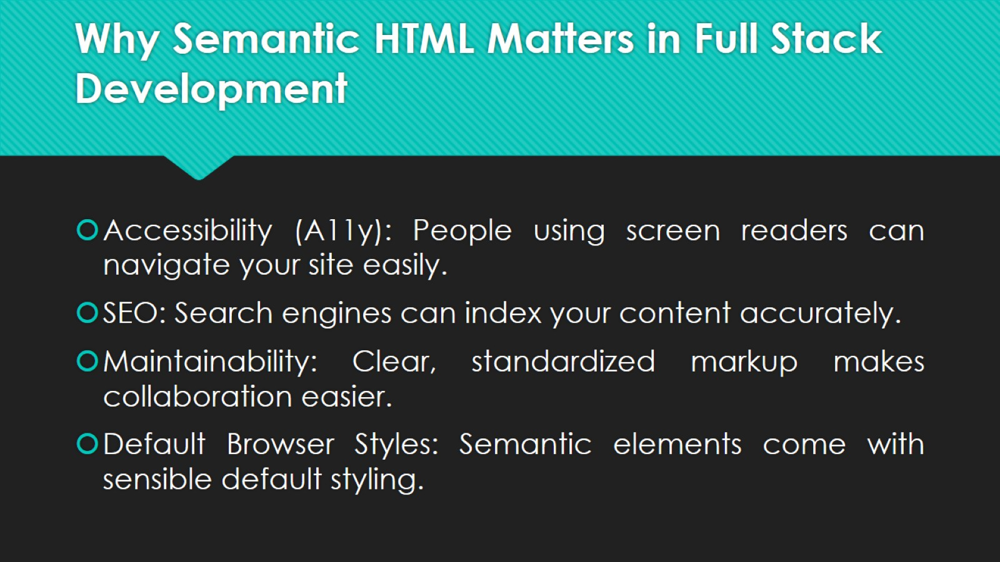 Why Semantic HTML Matters in Full Stack
Development
Accessibility (A11y): People using screen readers can
navigate your site easily.
SEO: Search engines can index your content accurately.
Maintainability: Clear, standardized markup makes
collaboration easier.
Default Browser Styles: Semantic elements come with
sensible default styling.